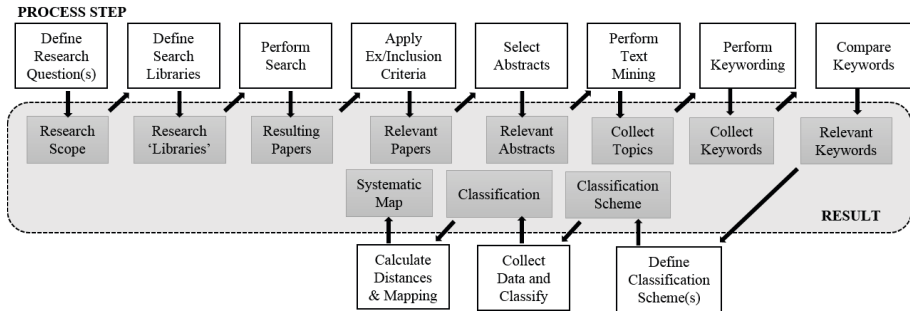 PROCESS STEP
Define
Research
Question(s)
Define
Search
Libraries
Perform
Search
Apply
Ex/Inclusion
Criteria
Select
Abstracts
Perform
Text
Mining
Perform
Keywording
Compare
Keywords
Research
Scope
Research
‘Libraries’
Resulting
Papers
Relevant
Papers
Relevant
Abstracts
Collect
Topics
Collect
Keywords
Relevant
Keywords
Systematic
Map
Classification
Classification
Scheme
RESULT
Calculate
Distances
& Mapping
Collect
Data and
Classify
Define
Classification
Scheme(s)